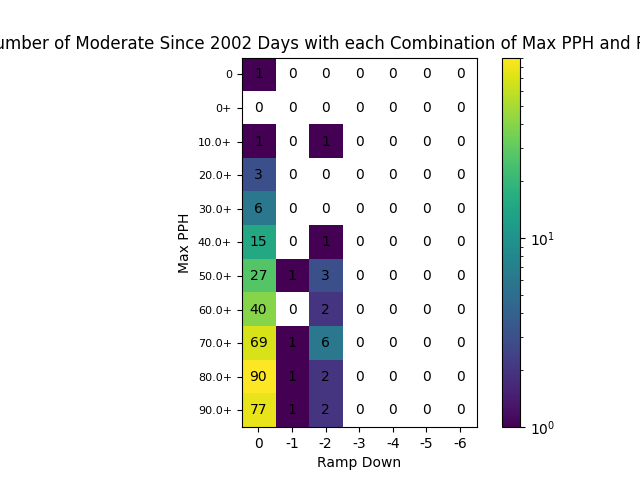 umber of Moderate Since 2002 Days with each Combination of Max PPH and
0 1 0 0 0 0 0 0
0+ 0 0 0 0 0 0 0
10.0+ 1 0 1 0 0 0 0
20.0+ 3 0 0 0 0 0 0
30.0+ 6 0 0 0 0 0 0
40.0+ 15 0 1 0 0 0 0
50.0+ 27 1 3 0 0 0 0
60.0+ 40 0 2 0 0 0 0
70.0+ 69 1 6 0 0 0 0
80.0+ 90 1 2 0 0 0 0
90.0+ 77 1 2 0 0 0 0
0 -1 -2 -3 -4 -5 -6
Ramp Down
Max PPH
10¹
10⁰